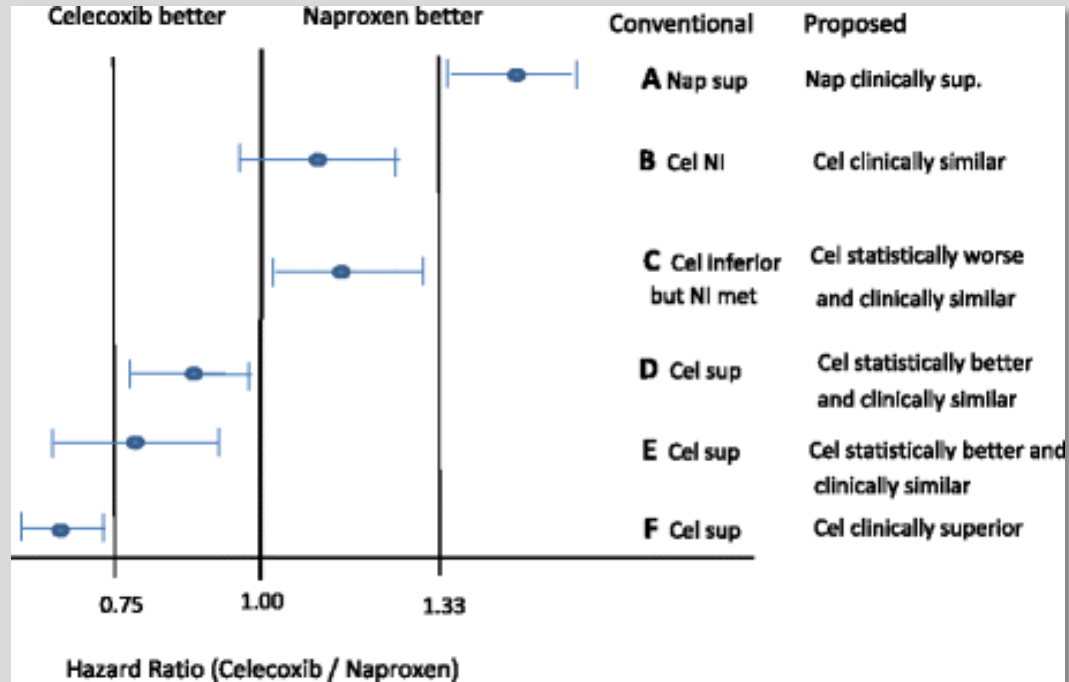 Celecoxib better Naproxen better
Conventional Proposed
A Nap sup Nap clinically sup.
B Cel NI Cel clinically similar
C Cel inferior Cel statistically worse
but NI met and clinically similar
D Cel sup Cel statistically better
and clinically similar
E Cel sup Cel statistically better and
clinically similar
F Cel sup Cel clinically superior
0.75 1.00 1.33
Hazard Ratio (Celecoxib / Naproxen)